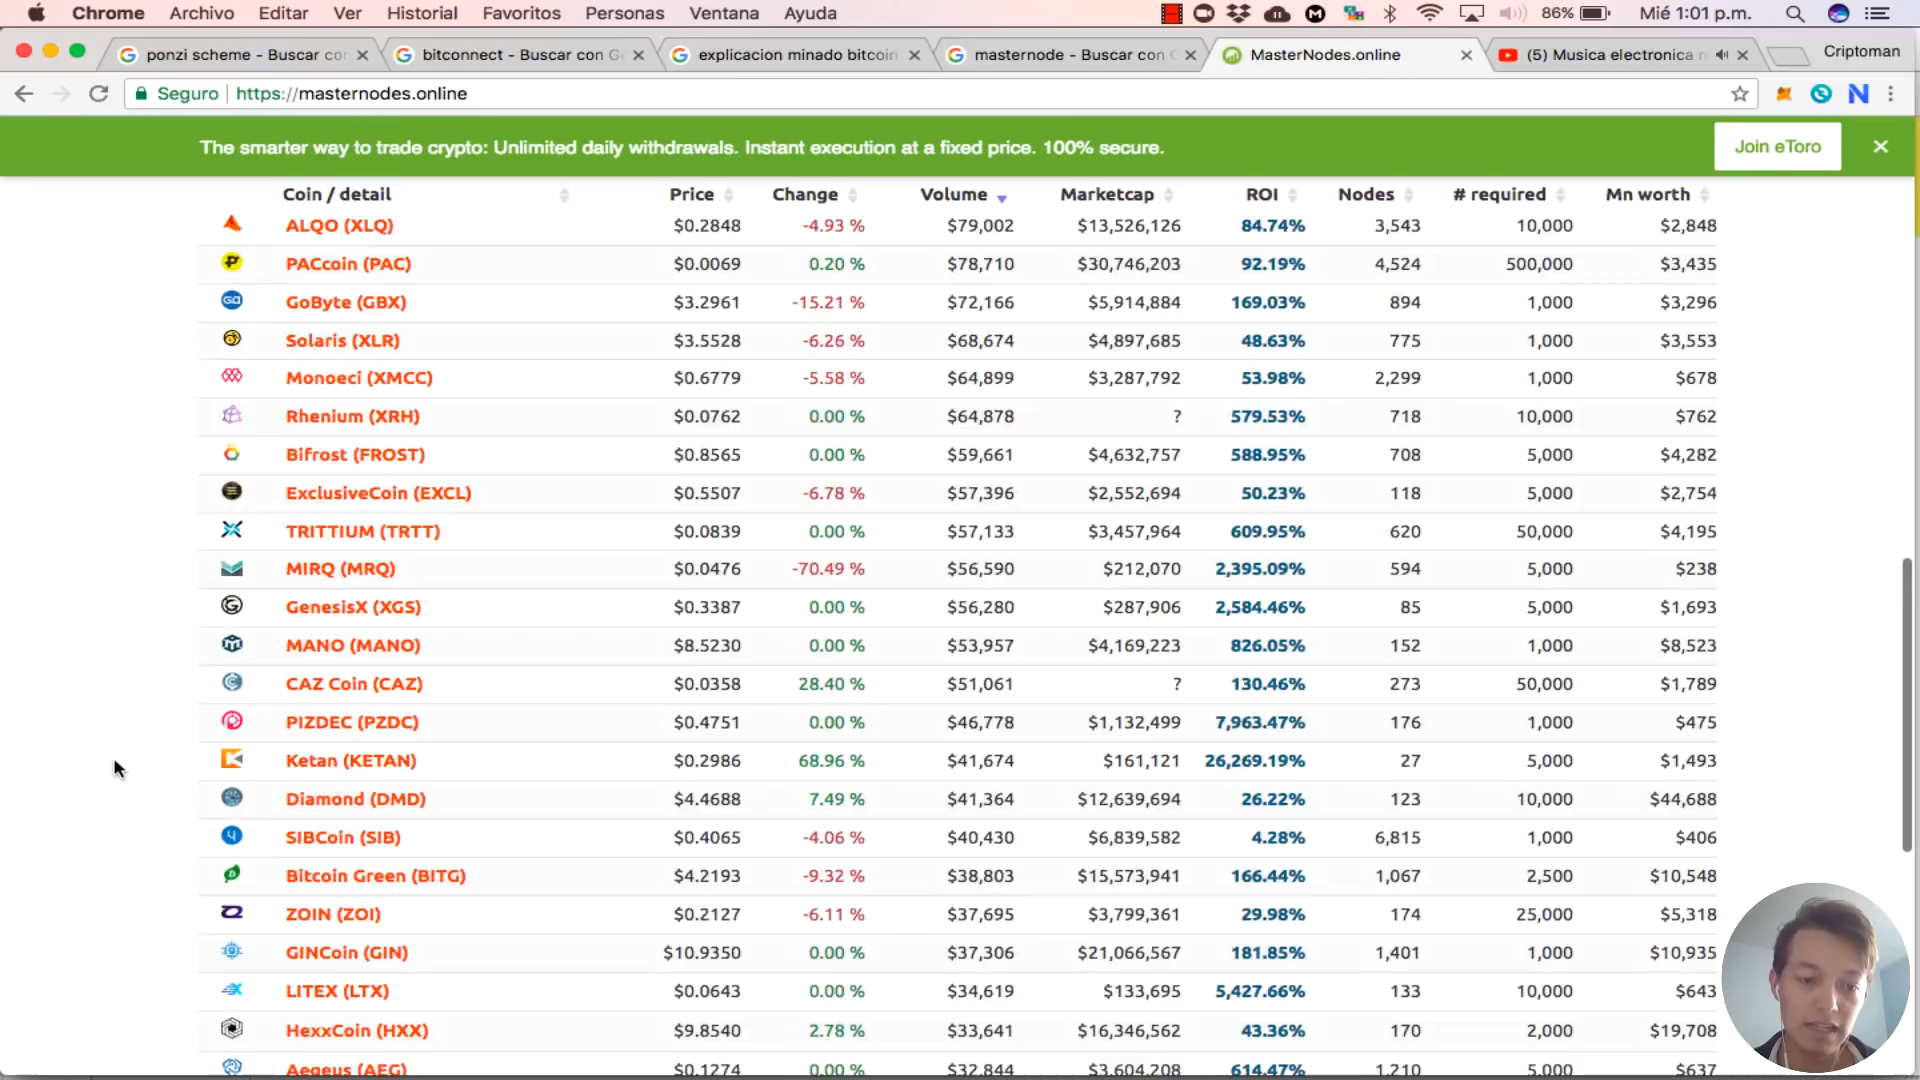 Chrome Archivo Editar Ver Historial Favoritos Personas Ventana Ayuda 86% Mié 1:01 p.m.
ponzi scheme - Buscar co bitconnect - Buscar con G explicacion minado bitcoin masternode - Buscar con MasterNodes.online (5) Musica electronica Criptoman
Seguro https://masternodes.online
The smarter way to trade crypto: Unlimited daily withdrawals. Instant execution at a fixed price. 100% secure. Join eToro
Coin / detail Price Change Volume Marketcap ROI Nodes # required Mn worth
ALQO (XLQ) $0.2848 -4.93 % $79,002 $13,526,126 84.74% 3,543 10,000 $2,848
PACcoin (PAC) $0.0069 0.20 % $78,710 $30,746,203 92.19% 4,524 500,000 $3,435
GoByte (GBX) $3.2961 -15.21 % $72,166 $5,914,884 169.03% 894 1,000 $3,296
Solaris (XLR) $3.5528 -6.26 % $68,674 $4,897,685 48.63% 775 1,000 $3,553
Monoeci (XMCC) $0.6779 -5.58 % $64,899 $3,287,792 53.98% 2,299 1,000 $678
Rhenium (XRH) $0.0762 0.00 % $64,878 ? 579.53% 718 10,000 $762
Bifrost (FROST) $0.8565 0.00 % $59,661 $4,632,757 588.95% 708 5,000 $4,282
ExclusiveCoin (EXCL) $0.5507 -6.78 % $57,396 $2,552,694 50.23% 118 5,000 $2,754
TRITTIUM (TRTT) $0.0839 0.00 % $57,133 $3,457,964 609.95% 620 50,000 $4,195
MIRQ (MRQ) $0.0476 -70.49 % $56,590 $212,070 2,395.09% 594 5,000 $238
GenesisX (XGS) $0.3387 0.00 % $56,280 $287,906 2,584.46% 85 5,000 $1,693
MANO (MANO) $8.5230 0.00 % $53,957 $4,169,223 826.05% 152 1,000 $8,523
CAZ Coin (CAZ) $0.0358 28.40 % $51,061 ? 130.46% 273 50,000 $1,789
PIZDEC (PZDC) $0.4751 0.00 % $46,778 $1,132,499 7,963.47% 176 1,000 $475
Ketan (KETAN) $0.2986 68.96 % $41,674 $161,121 26,269.19% 27 5,000 $1,493
Diamond (DMD) $4.4688 7.49 % $41,364 $12,639,694 26.22% 123 10,000 $44,688
SIBCoin (SIB) $0.4065 -4.06 % $40,430 $6,839,582 4.28% 6,815 1,000 $406
Bitcoin Green (BITG) $4.2193 -9.32 % $38,803 $15,573,941 166.44% 1,067 2,500 $10,548
ZOIN (ZOI) $0.2127 -6.11 % $37,695 $3,799,361 29.98% 174 25,000 $5,318
GINCoin (GIN) $10.9350 0.00 % $37,306 $21,066,567 181.85% 1,401 1,000 $10,935
LITEX (LTX) $0.0643 0.00 % $34,619 $133,695 5,427.66% 133 10,000 $643
HexxCoin (HXX) $9.8540 2.78 % $33,641 $16,346,562 43.36% 170 2,000 $19,708
Aegeus (AEG) $0.1274 0.00 % $32,844 $3,604,208 614.47% 1,210 5,000 $637